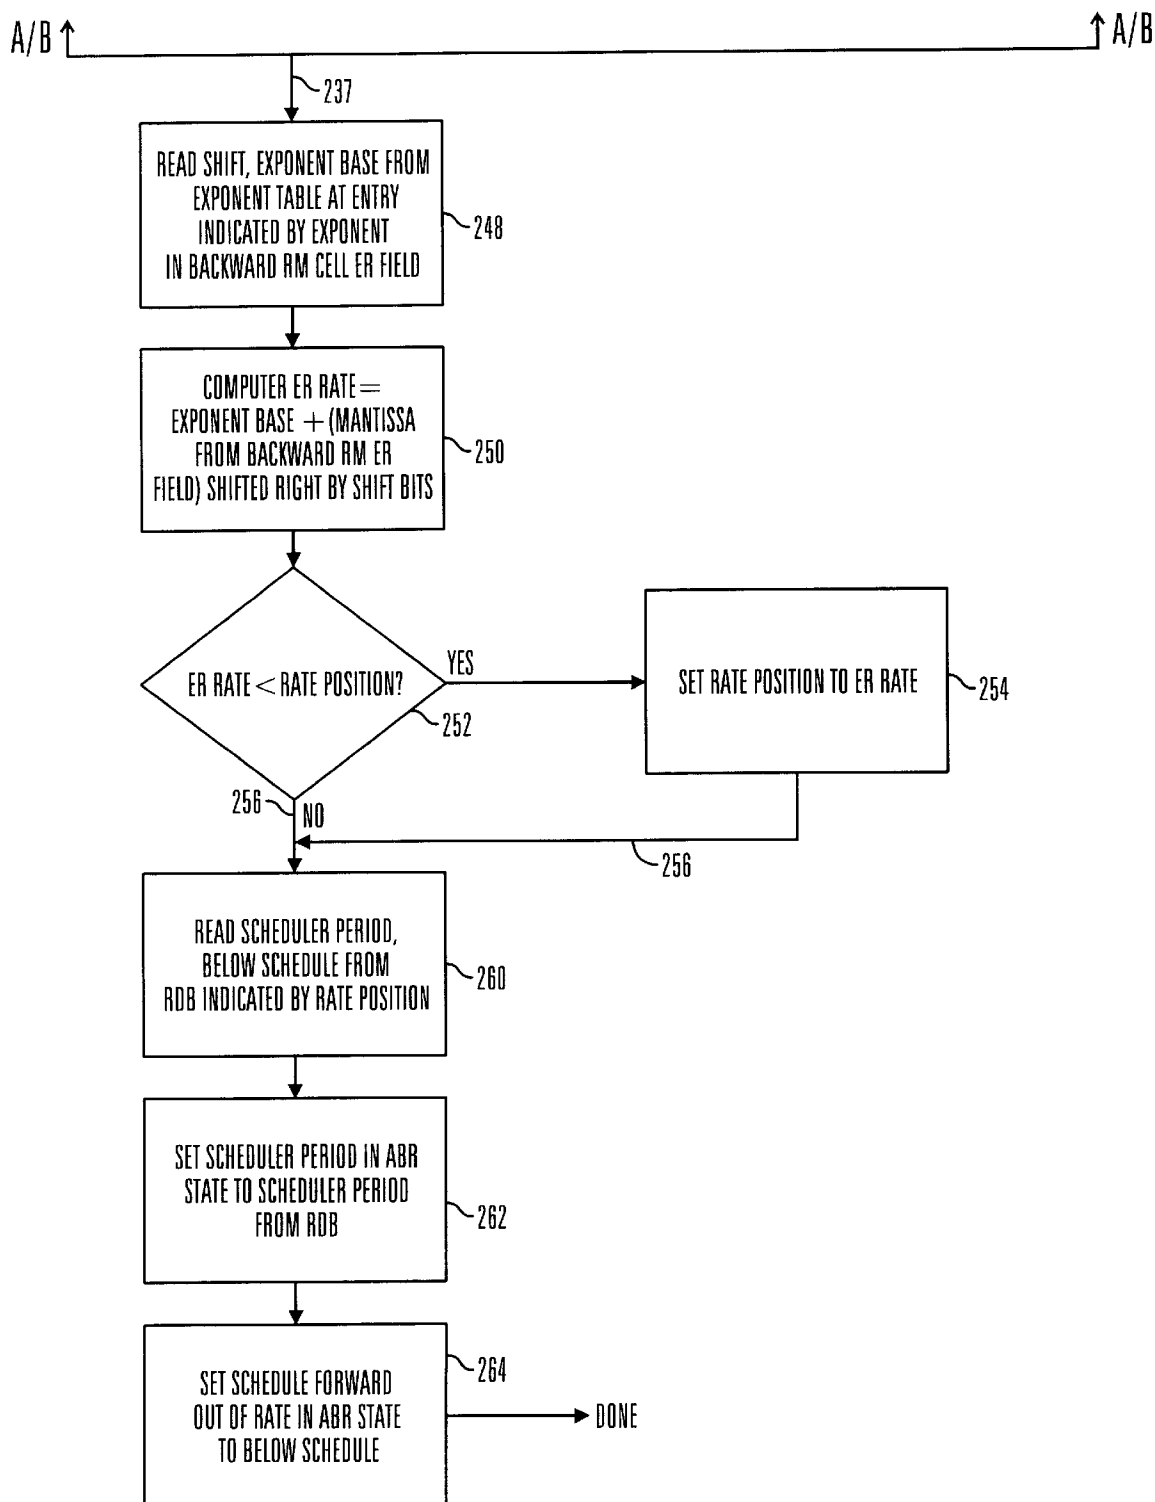 A/B
A/B
237
READ SHIFT, EXPONENT BASE FROM
EXPONENT TABLE AT ENTRY
INDICATED BY EXPONENT
IN BACKWARD RM CELL ER FIELD
248
COMPUTER ER RATE=
EXPONENT BASE +(MANTISSA
FROM BACKWARD RM ER
FIELD) SHIFTED RIGHT BY SHIFT BITS
250
ER RATE < RATE POSITION?
YES
252
SET RATE POSITION TO ER RATE
254
256
NO
256
READ SCHEDULER PERIOD,
BELOW SCHEDULE FROM
RDB INDICATED BY RATE POSITION
260
SET SCHEDULER PERIOD IN ABR
STATE TO SCHEDULER PERIOD
FROM RDB
262
SET SCHEDULE FORWARD
OUT OF RATE IN ABR STATE
TO BELOW SCHEDULE
264
DONE